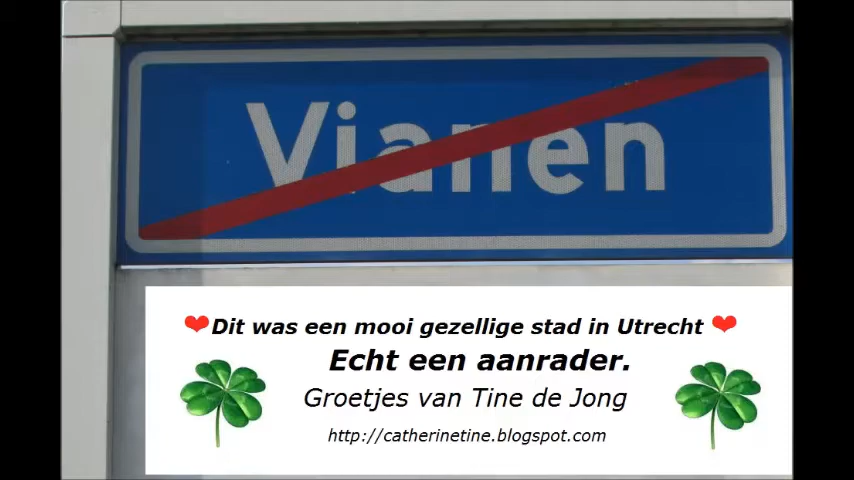 Vianen
Dit was een mooi gezellige stad in Utrecht
Echt een aanrader.
Groetjes van Tine de Jong
http://catherinetine.blogspot.com